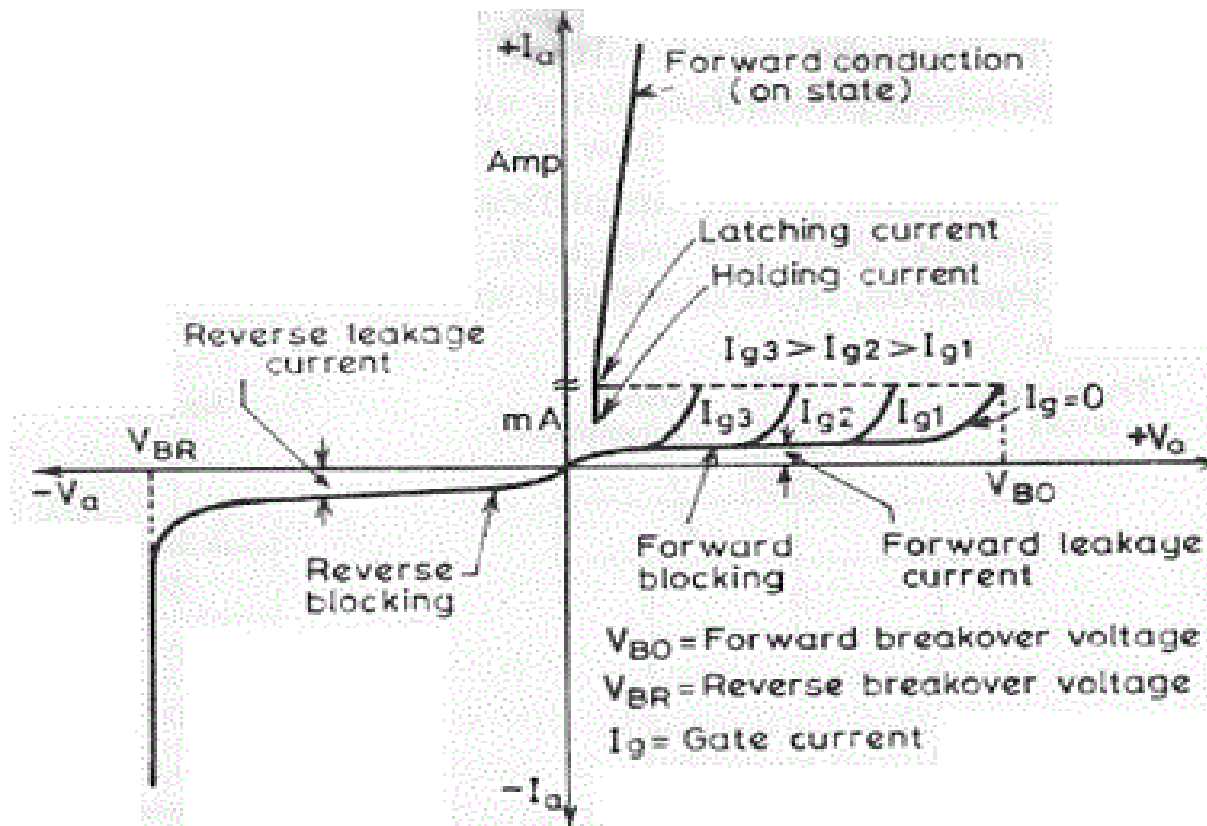 +Ia
Forward conduction
(on state)
Amp
Latching current
Holding current
Reverse leakage
current
Ig3 > Ig2 > Ig1
mA
Ig3
Ig2
Ig1
Ig=0
VBR
+Va
-Va
VBO
Reverse
blocking
Forward
blocking
Forward leakage
current
VBO = Forward breakover voltage
VBR = Reverse breakover voltage
Ig = Gate current
-Ia